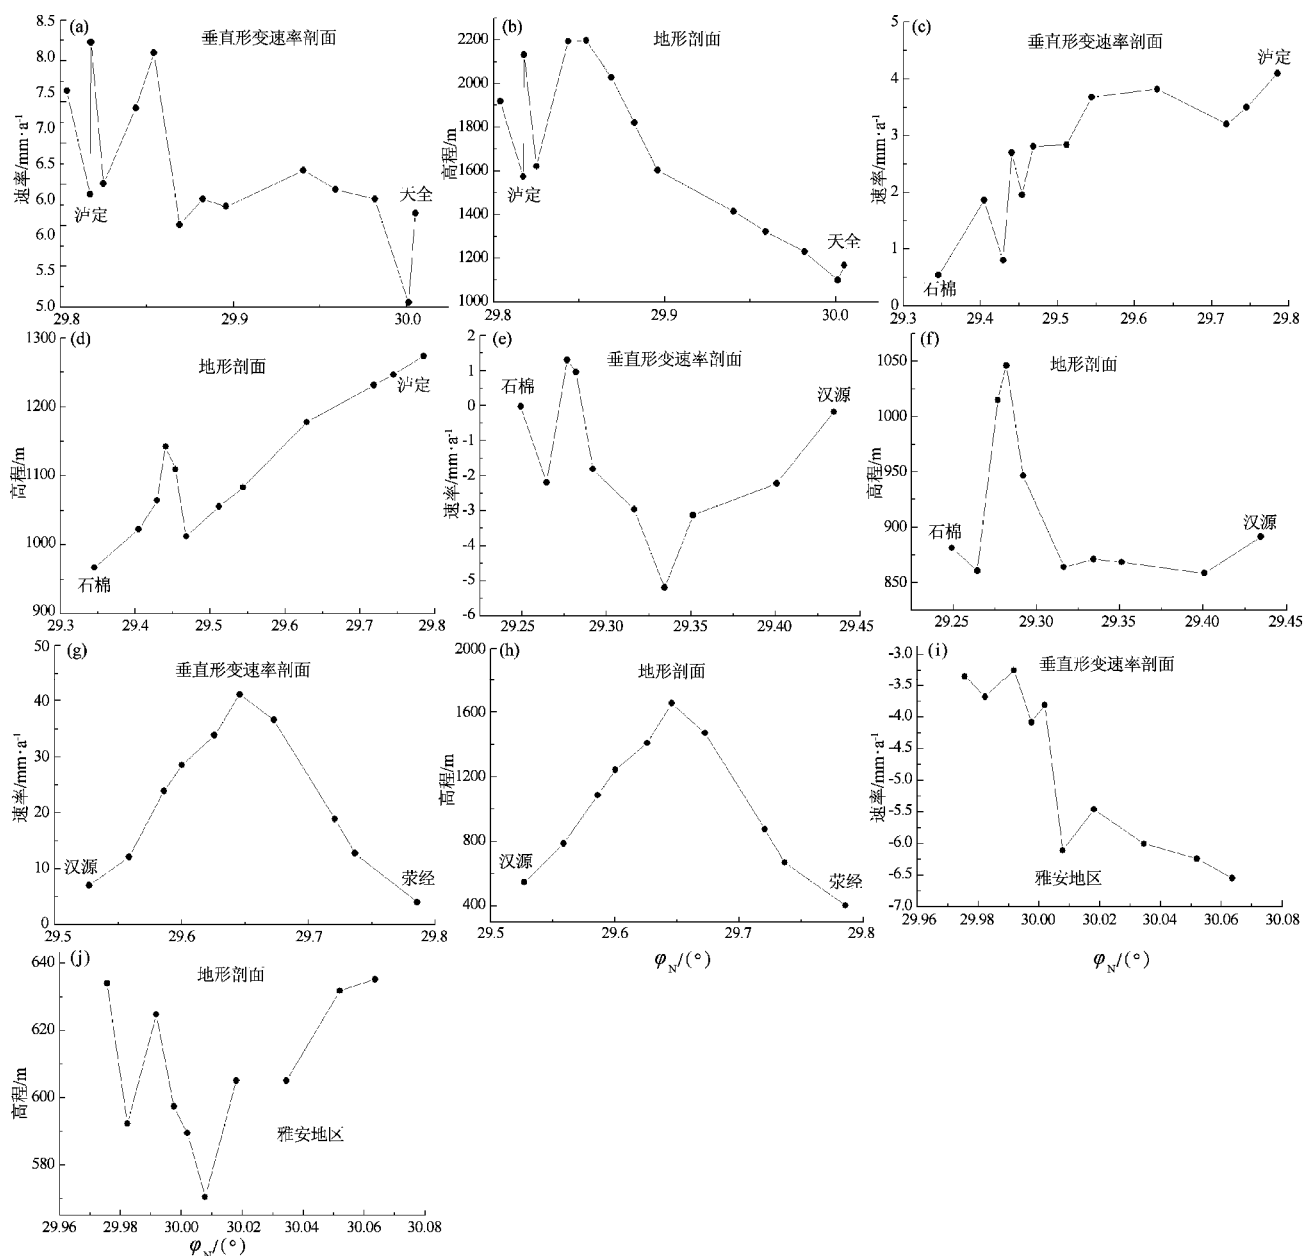 (a)
垂直形变速率剖面
8.5
8.0
7.5
7.0
6.5
6.0
6.0
5.5
5.0
速率/mm·a⁻¹
泸定
天全
29.8
29.9
30.0
(b)
地形剖面
2200
2000
1800
1600
1400
1200
1000
高程/m
泸定
天全
29.8
29.9
30.0
(c)
垂直形变速率剖面
5
4
3
2
1
0
速率/mm·a⁻¹
石棉
泸定
29.3
29.4
29.5
29.6
29.7
29.8
(d)
地形剖面
1300
1200
1100
1000
900
高程/m
石棉
泸定
29.3
29.4
29.5
29.6
29.7
29.8
(e)
垂直形变速率剖面
2
1
0
-1
-2
-3
-4
-5
-6
速率/mm·a⁻¹
石棉
汉源
29.25
29.30
29.35
29.40
29.45
(f)
地形剖面
1050
1000
950
900
850
高程/m
石棉
汉源
29.25
29.30
29.35
29.40
29.45
(g)
垂直形变速率剖面
50
40
30
20
10
0
速率/mm·a⁻¹
汉源
荥经
29.5
29.6
29.7
29.8
(h)
地形剖面
2000
1600
1200
800
400
高程/m
汉源
荥经
29.5
29.6
29.7
29.8
φN/(°)
(i)
垂直形变速率剖面
-3.0
-3.5
-4.0
-4.5
-5.0
-5.5
-6.0
-6.5
-7.0
速率/mm·a⁻¹
雅安地区
29.96
29.98
30.00
30.02
30.04
30.06
30.08
φN/(°)
(j)
地形剖面
640
620
600
580
高程/m
雅安地区
29.96
29.98
30.00
30.02
30.04
30.06
30.08
φN/(°)